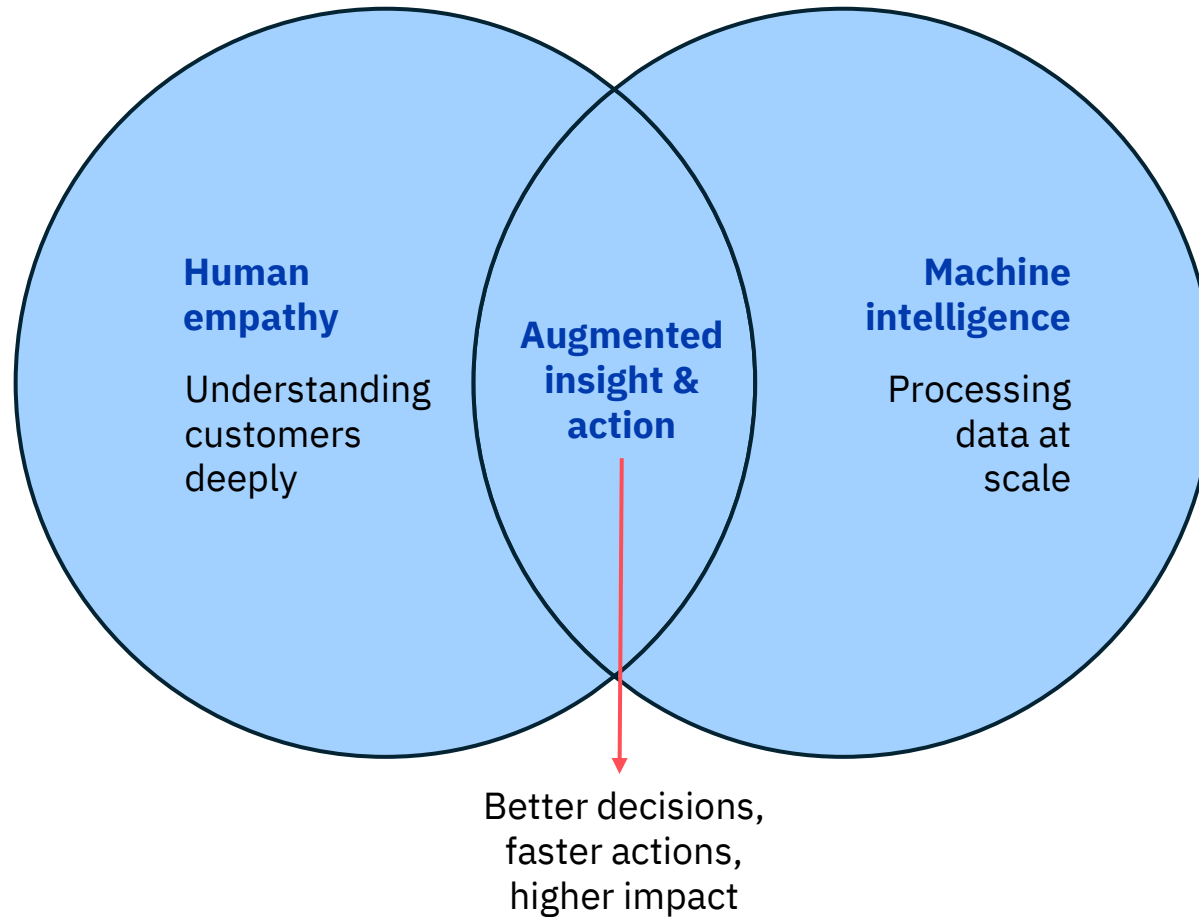 Human
empathy
Understanding
customers
deeply
Augmented
insight &
action
Machine
intelligence
Processing
data at
scale
Better decisions,
faster actions,
higher impact